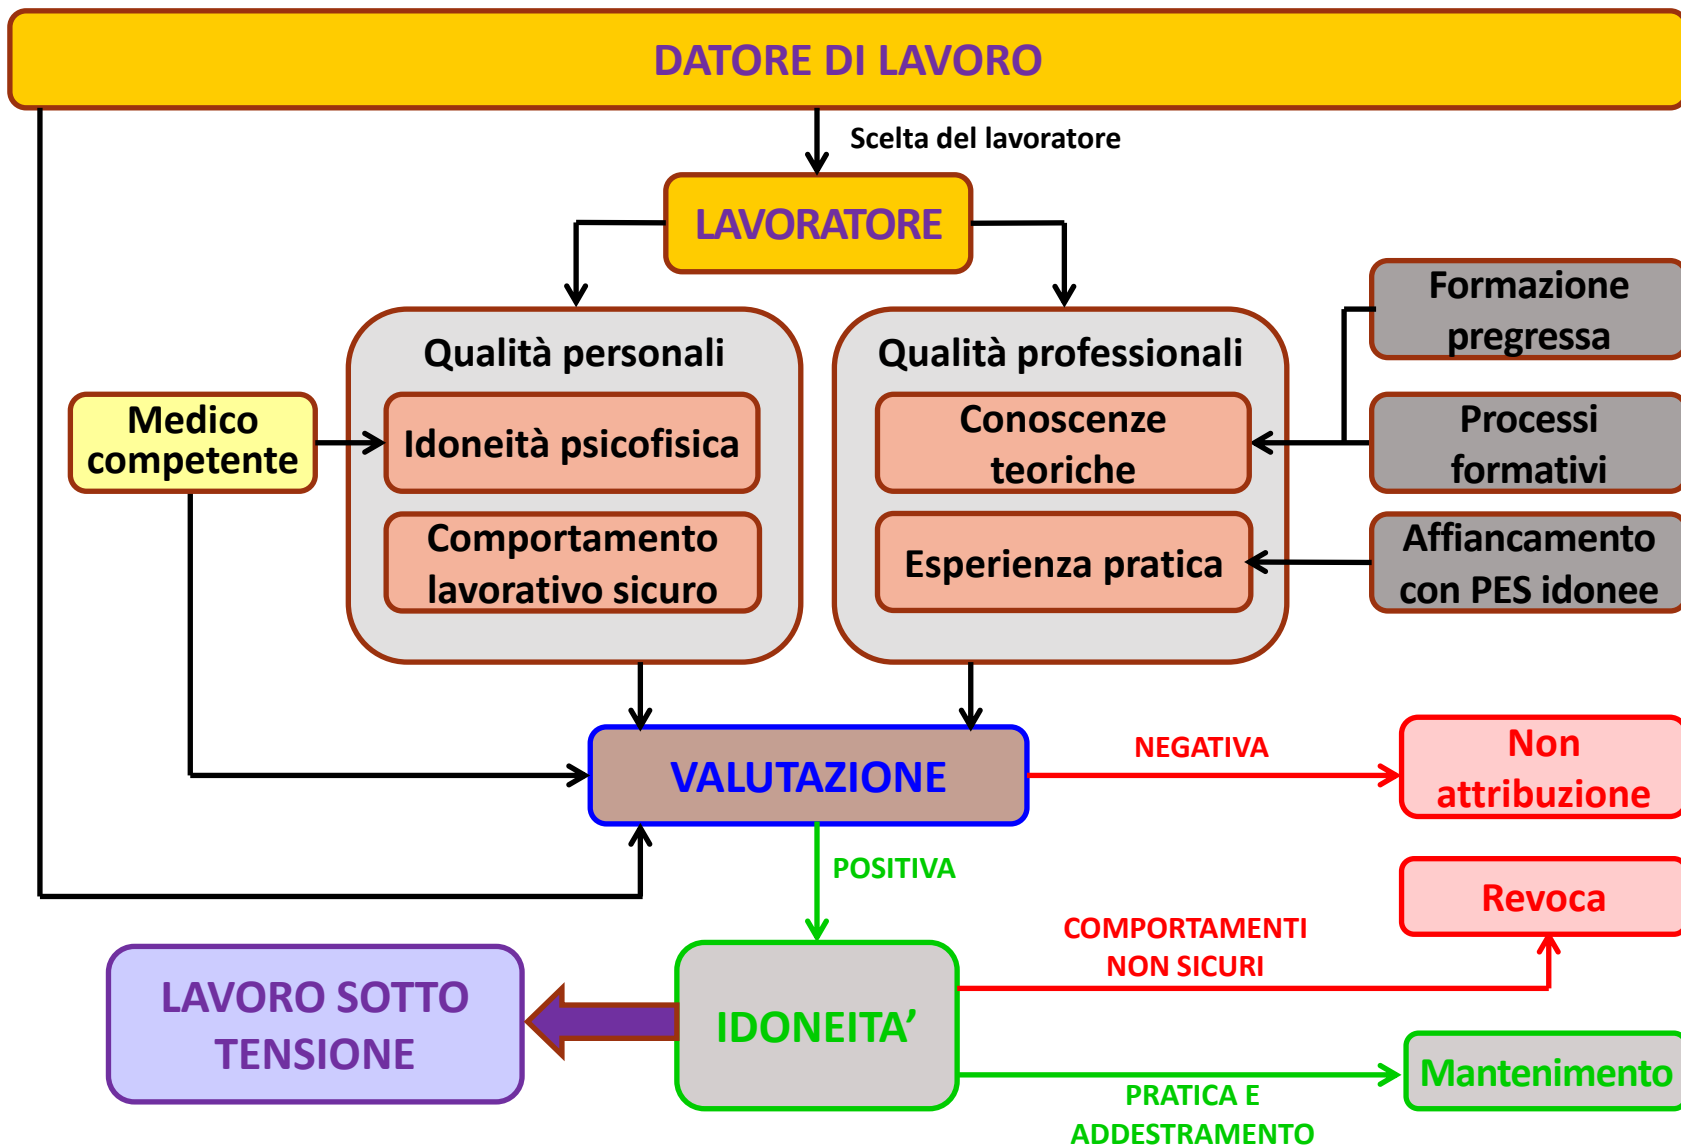 DATORE DI LAVORO
Scelta del lavoratore
LAVORATORE
Qualità personali
Idoneità psicofisica
Comportamento
lavorativo sicuro
Medico
competente
Qualità professionali
Conoscenze
teoriche
Esperienza pratica
Formazione
pregressa
Processi
formativi
Affiancamento
con PES idonee
VALUTAZIONE
NEGATIVA
Non
attribuzione
POSITIVA
IDONEITA’
LAVORO SOTTO
TENSIONE
COMPORTAMENTI
NON SICURI
Revoca
PRATICA E
ADDESTRAMENTO
Mantenimento